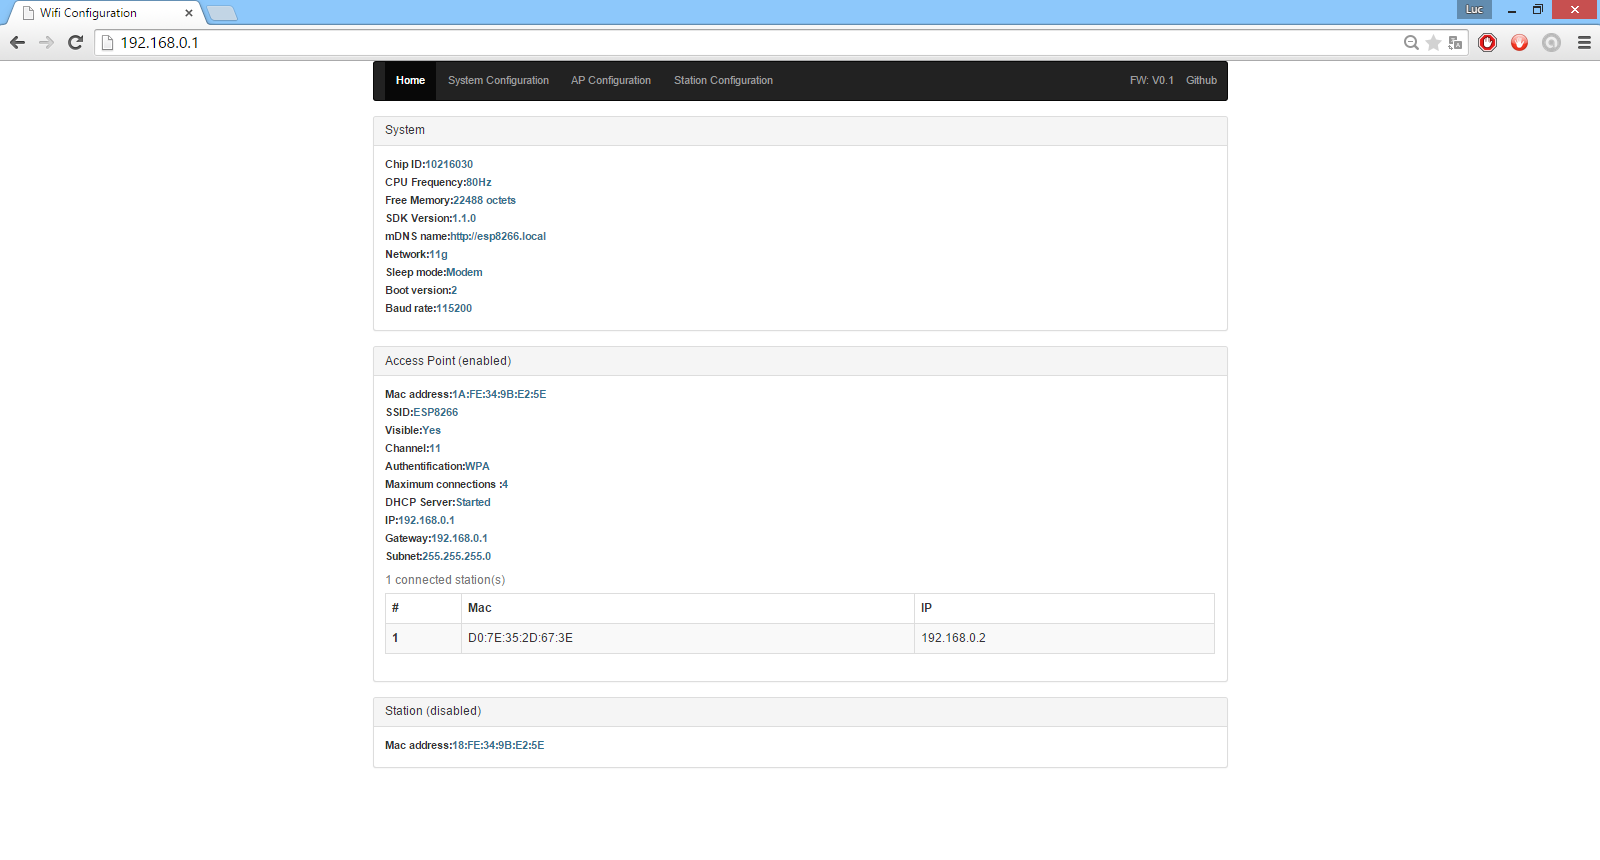 Wifi Configuration
Luc
192.168.0.1
Home System Configuration AP Configuration Station Configuration FW: V0.1 Github
System
Chip ID:10216030
CPU Frequency:80Hz
Free Memory:22488 octets
SDK Version:1.1.0
mDNS name:http://esp8266.local
Network:11g
Sleep mode:Modem
Boot version:2
Baud rate:115200
Access Point (enabled)
Mac address:1A:FE:34:9B:E2:5E
SSID:ESP8266
Visible:Yes
Channel:11
Authentification:WPA
Maximum connections :4
DHCP Server:Started
IP:192.168.0.1
Gateway:192.168.0.1
Subnet:255.255.255.0
1 connected station(s)
# Mac IP
1 D0:7E:35:2D:67:3E 192.168.0.2
Station (disabled)
Mac address:18:FE:34:9B:E2:5E